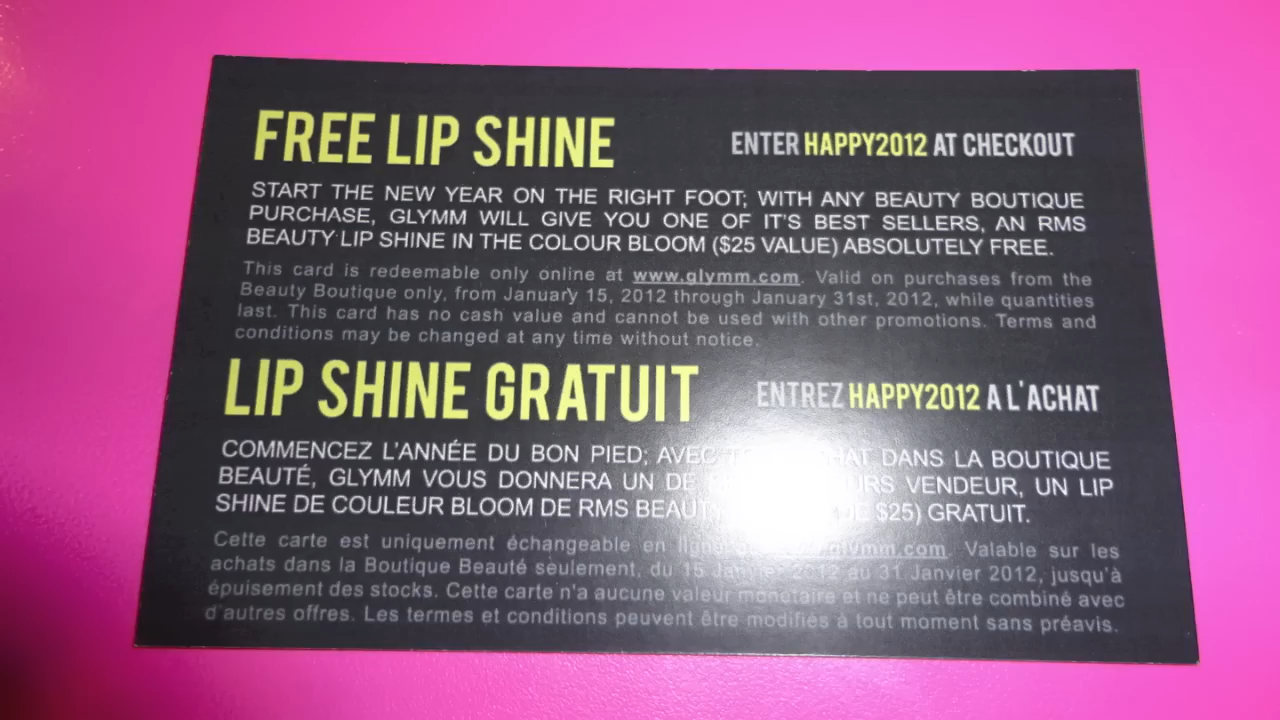 FREE LIP SHINE
ENTER HAPPY2012 AT CHECKOUT
START THE NEW YEAR ON THE RIGHT FOOT; WITH ANY BEAUTY BOUTIQUE
PURCHASE, GLYMM WILL GIVE YOU ONE OF IT'S BEST SELLERS, AN RMS
BEAUTY LIP SHINE IN THE COLOUR BLOOM ($25 VALUE) ABSOLUTELY FREE.
This card is redeemable only online at www.glymm.com. Valid on purchases from the
Beauty Boutique only, from January 15, 2012 through January 31st, 2012, while quantities
last. This card has no cash value and cannot be used with other promotions. Terms and
conditions may be changed at any time without notice.
LIP SHINE GRATUIT
ENTREZ HAPPY2012 A L'ACHAT
COMMENCEZ L'ANNÉE DU BON PIED; AVEC DANS LA BOUTIQUE
BEAUTÉ, GLYMM VOUS DONNERA UN DE VENDEUR, UN LIP
SHINE DE COULEUR BLOOM DE RMS BEAUTY $25) GRATUIT.
Cette carte est uniquement échangeable en ligne Valable sur les
achats dans la Boutique Beauté seulement, du 15 Janvier 2012 au 31 Janvier 2012, jusqu'à
épuisement des stocks. Cette carte n'a aucune valeur monétaire et ne peut être combiné avec
d'autres offres. Les termes et conditions peuvent être modifiés à tout moment sans préavis.